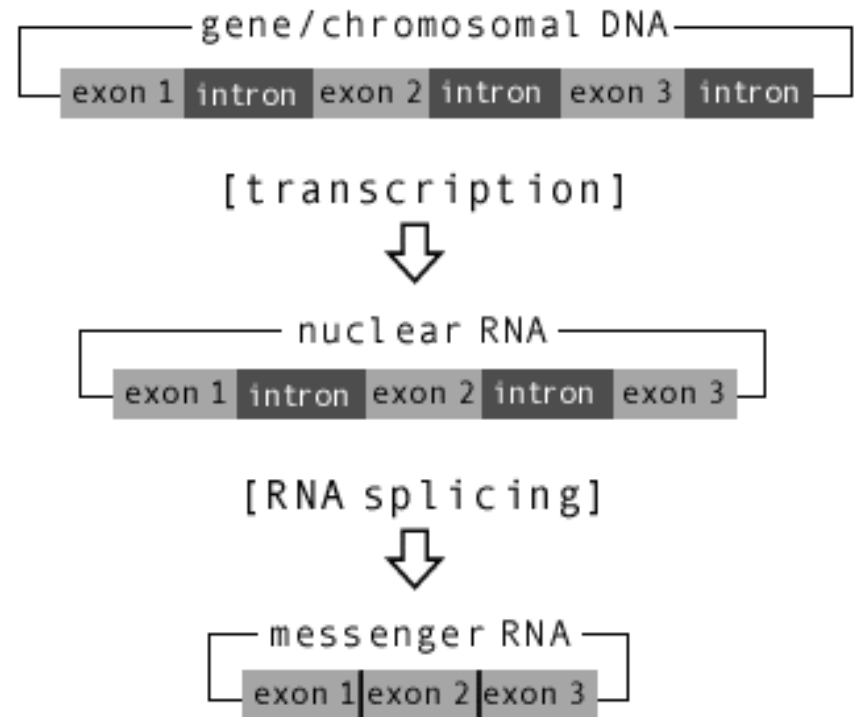 gene/chromosomal DNA
exon 1 intron exon 2 intron exon 3 intron
[transcription]
nuclear RNA
exon 1 intron exon 2 intron exon 3
[RNA splicing]
messenger RNA
exon 1 exon 2 exon 3